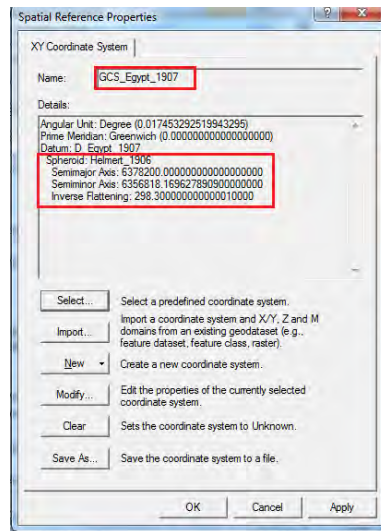 Spatial Reference Properties
XY Coordinate System
Name: GCS_Egypt_1907
Details:
Angular Unit: Degree (0.017453292519943295)
Prime Meridian: Greenwich (0.000000000000000000)
Datum: D_Egypt_1907
Spheroid: Helmert_1906
Semimajor Axis: 6378200.000000000000000000
Semiminor Axis: 6356818.169627890900000000
Inverse Flattening: 298.300000000000010000
Select... Select a predefined coordinate system.
Import... Import a coordinate system and X/Y, Z and M
domains from an existing geodataset (e.g.,
feature dataset, feature class, raster).
New Create a new coordinate system.
Modify... Edit the properties of the currently selected
coordinate system.
Clear Sets the coordinate system to Unknown.
Save As... Save the coordinate system to a file.
OK Cancel Apply